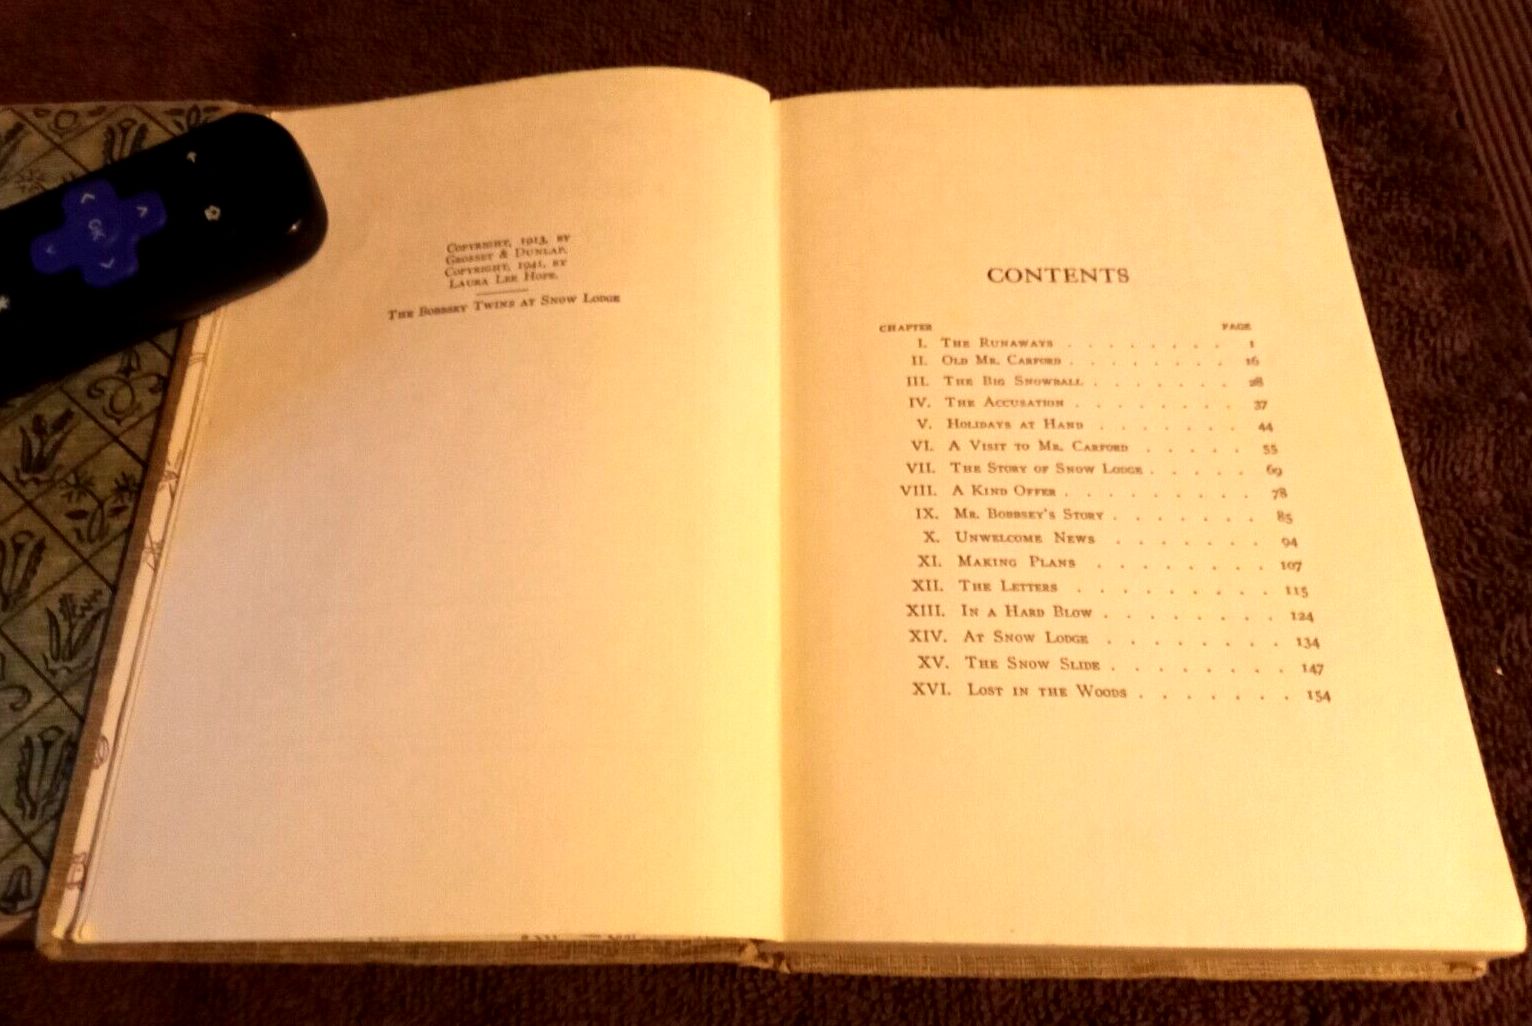 OK
COPYRIGHT, 1913, BY
GROSSET & DUNLAP.
COPYRIGHT, 1941, BY
LAURA LEE HOPE.
THE BOBBSEY TWINS AT SNOW LODGE
CONTENTS
CHAPTER PAGE
I. THE RUNAWAYS . . . . . . . . 1
II. OLD MR. CARFORD . . . . . . . . 16
III. THE BIG SNOWBALL . . . . . . . 28
IV. THE ACCUSATION . . . . . . . . 37
V. HOLIDAYS AT HAND . . . . . . . 44
VI. A VISIT TO MR. CARFORD . . . . . 55
VII. THE STORY OF SNOW LODGE . . . . . 69
VIII. A KIND OFFER . . . . . . . . . 78
IX. MR. BOBBSEY'S STORY . . . . . . . 85
X. UNWELCOME NEWS . . . . . . . 94
XI. MAKING PLANS . . . . . . . . 107
XII. THE LETTERS . . . . . . . . . 115
XIII. IN A HARD BLOW . . . . . . . . 124
XIV. AT SNOW LODGE . . . . . . . . 134
XV. THE SNOW SLIDE . . . . . . . . 147
XVI. LOST IN THE WOODS . . . . . . . 154